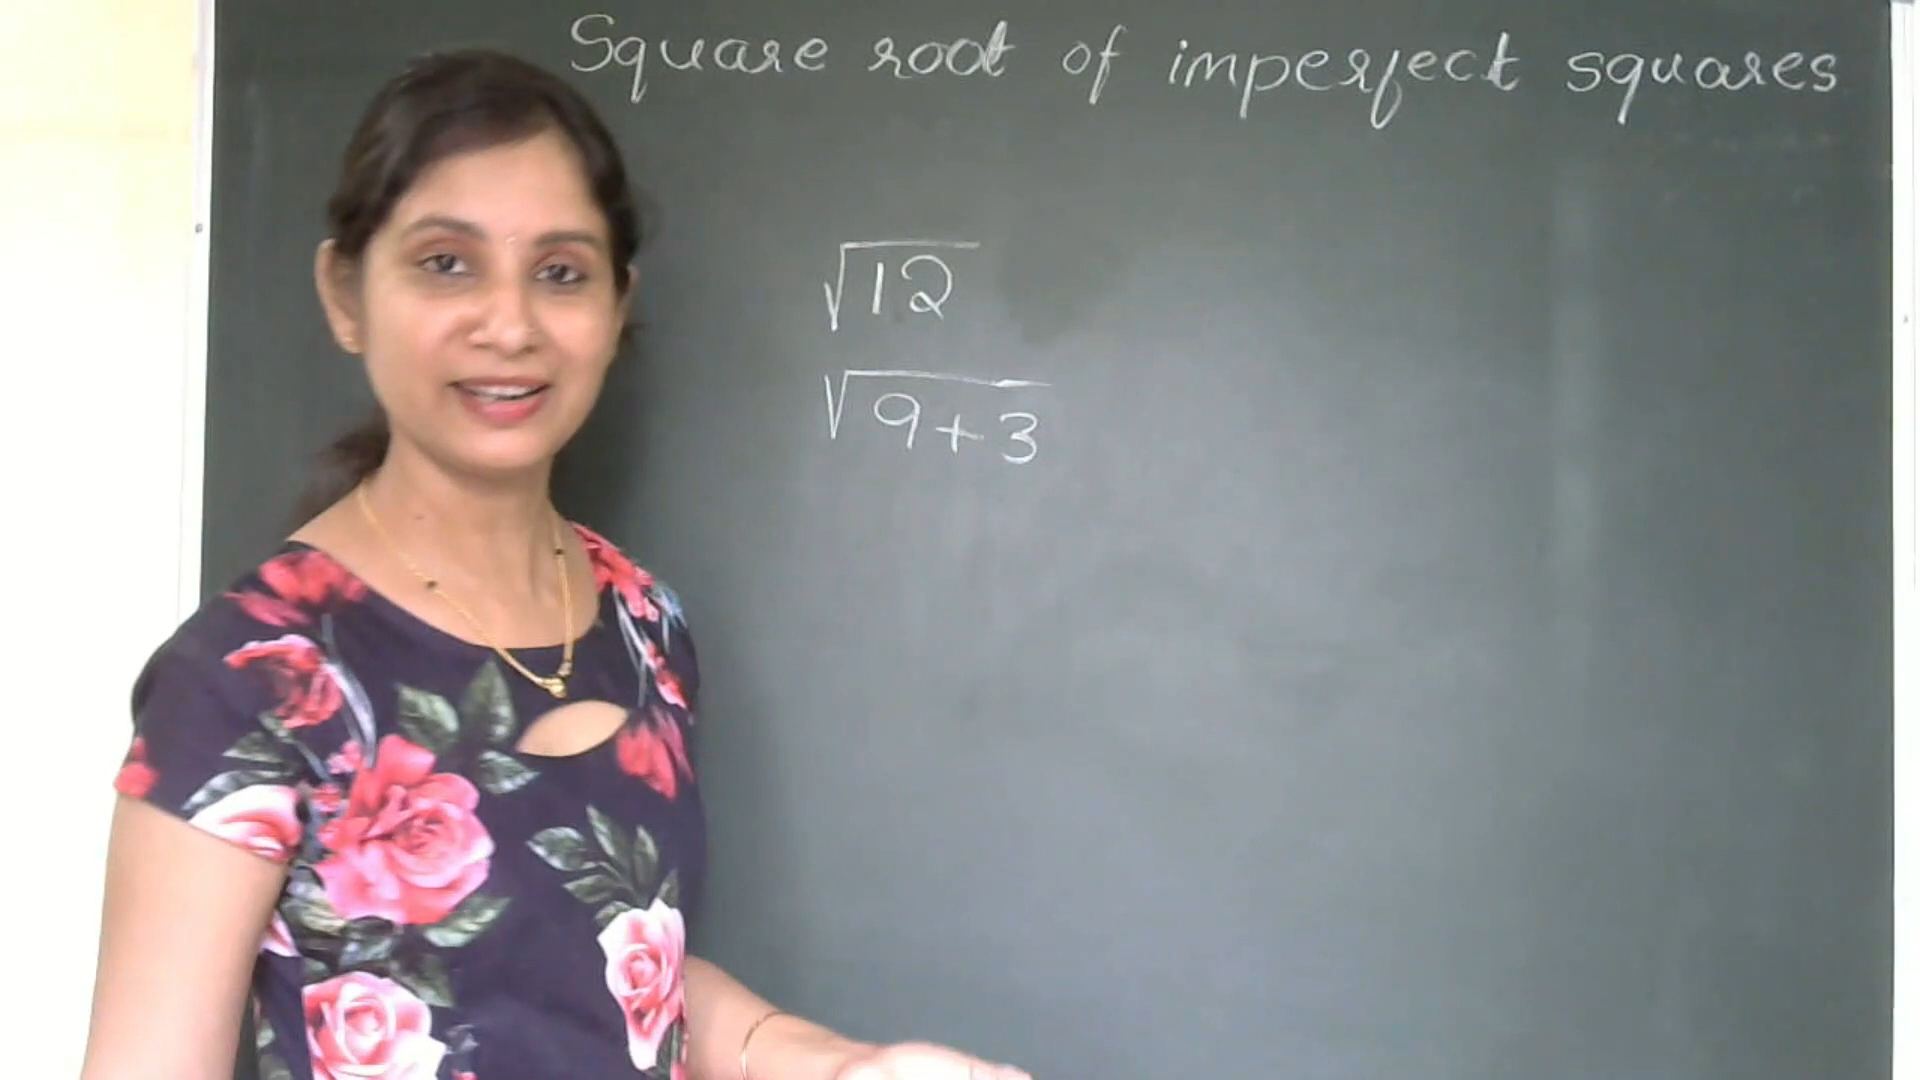 Square root of imperfect squares
√12
√9+3